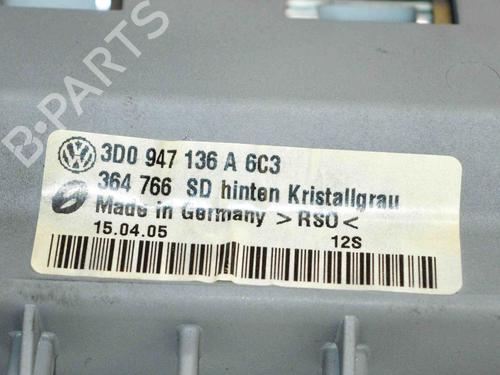 B-PARTS
3D0 947 136 A 6C3
364 766 SD hinten Kristallgrau
Made in Germany >RSO<
15.04.05 12S